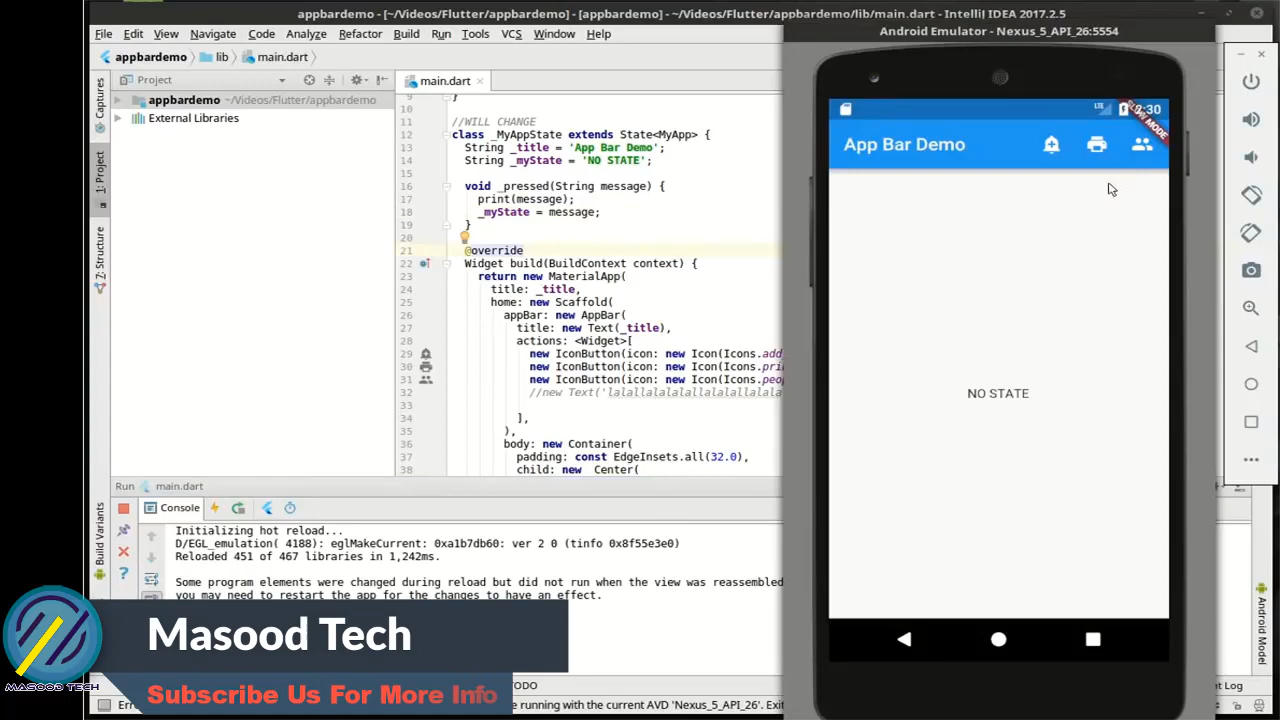 appbardemo - [~/Videos/Flutter/appbardemo] - [appbardemo] - ~/Videos/Flutter/appbardemo/lib/main.dart - IntelliJ IDEA 2017.2.5
File Edit View Navigate Code Analyze Refactor Build Run Tools VCS Window Help
appbardemo lib main.dart
Project
main.dart
appbardemo ~/Videos/Flutter/appbardemo
External Libraries
Captures
1: Project
7: Structure
Build Variants
9 }
10
11 //WILL CHANGE
12 class _MyAppState extends State<MyApp> {
13 String _title = 'App Bar Demo';
14 String _myState = 'NO STATE';
15
16 void _pressed(String message) {
17 print(message);
18 _myState = message;
19 }
20
21 @override
22 Widget build(BuildContext context) {
23 return new MaterialApp(
24 title: _title,
25 home: new Scaffold(
26 appBar: new AppBar(
27 title: new Text(_title),
28 actions: <Widget>[
29 new IconButton(icon: new Icon(Icons.add
30 new IconButton(icon: new Icon(Icons.pri
31 new IconButton(icon: new Icon(Icons.peo
32 //new Text('lalallalalalallalalallalala
33
34 ],
35 ),
36 body: new Container(
37 padding: const EdgeInsets.all(32.0),
38 child: new Center(
Run main.dart
Console
Initializing hot reload...
D/EGL_emulation( 4188): eglMakeCurrent: 0xa1b7db60: ver 2 0 (tinfo 0x8f55e3e0)
Reloaded 451 of 467 libraries in 1,242ms.
Some program elements were changed during reload but did not run when the view was reassembled
you may need to restart the app for the changes to have an effect.
TODO
e running with the current AVD 'Nexus_5_API_26'. Exi
Android Emulator - Nexus_5_API_26:5554
LTE
:30
SLOW MODE
App Bar Demo
NO STATE
Android Model
t Log
MASOOD TECH
Masood Tech
Subscribe Us For More Info